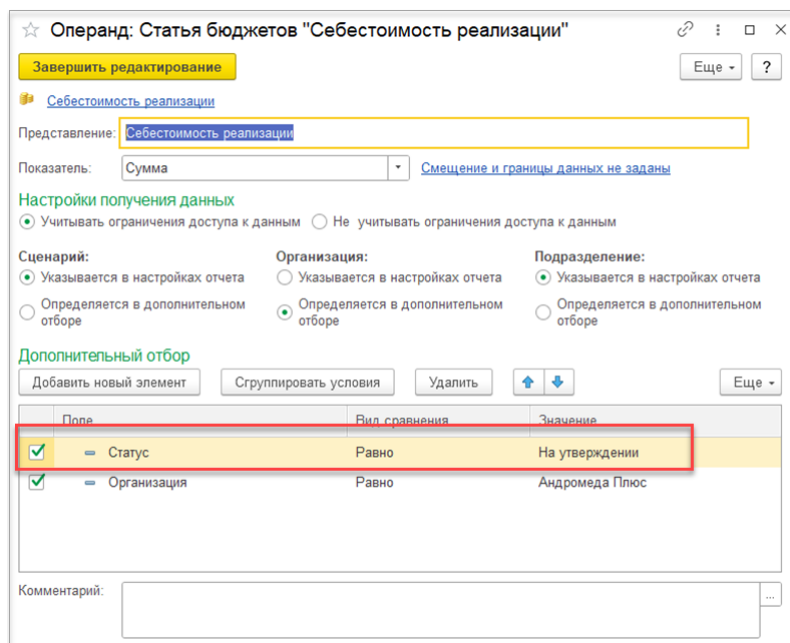 Операнд: Статья бюджетов "Себестоимость реализации"
Завершить редактирование
Еще
?
Себестоимость реализации
Представление: Себестоимость реализации
Показатель: Сумма Смещение и границы данных не заданы
Настройки получения данных
Учитывать ограничения доступа к данным Не учитывать ограничения доступа к данным
Сценарий: Организация: Подразделение:
Указывается в настройках отчета Указывается в настройках отчета Указывается в настройках отчета
Определяется в дополнительном Определяется в дополнительном Определяется в дополнительном
отборе отборе отборе
Дополнительный отбор
Добавить новый элемент Сгруппировать условия Удалить Еще
Поле Вид сравнения Значение
Статус Равно На утверждении
Организация Равно Андромеда Плюс
Комментарий: ...